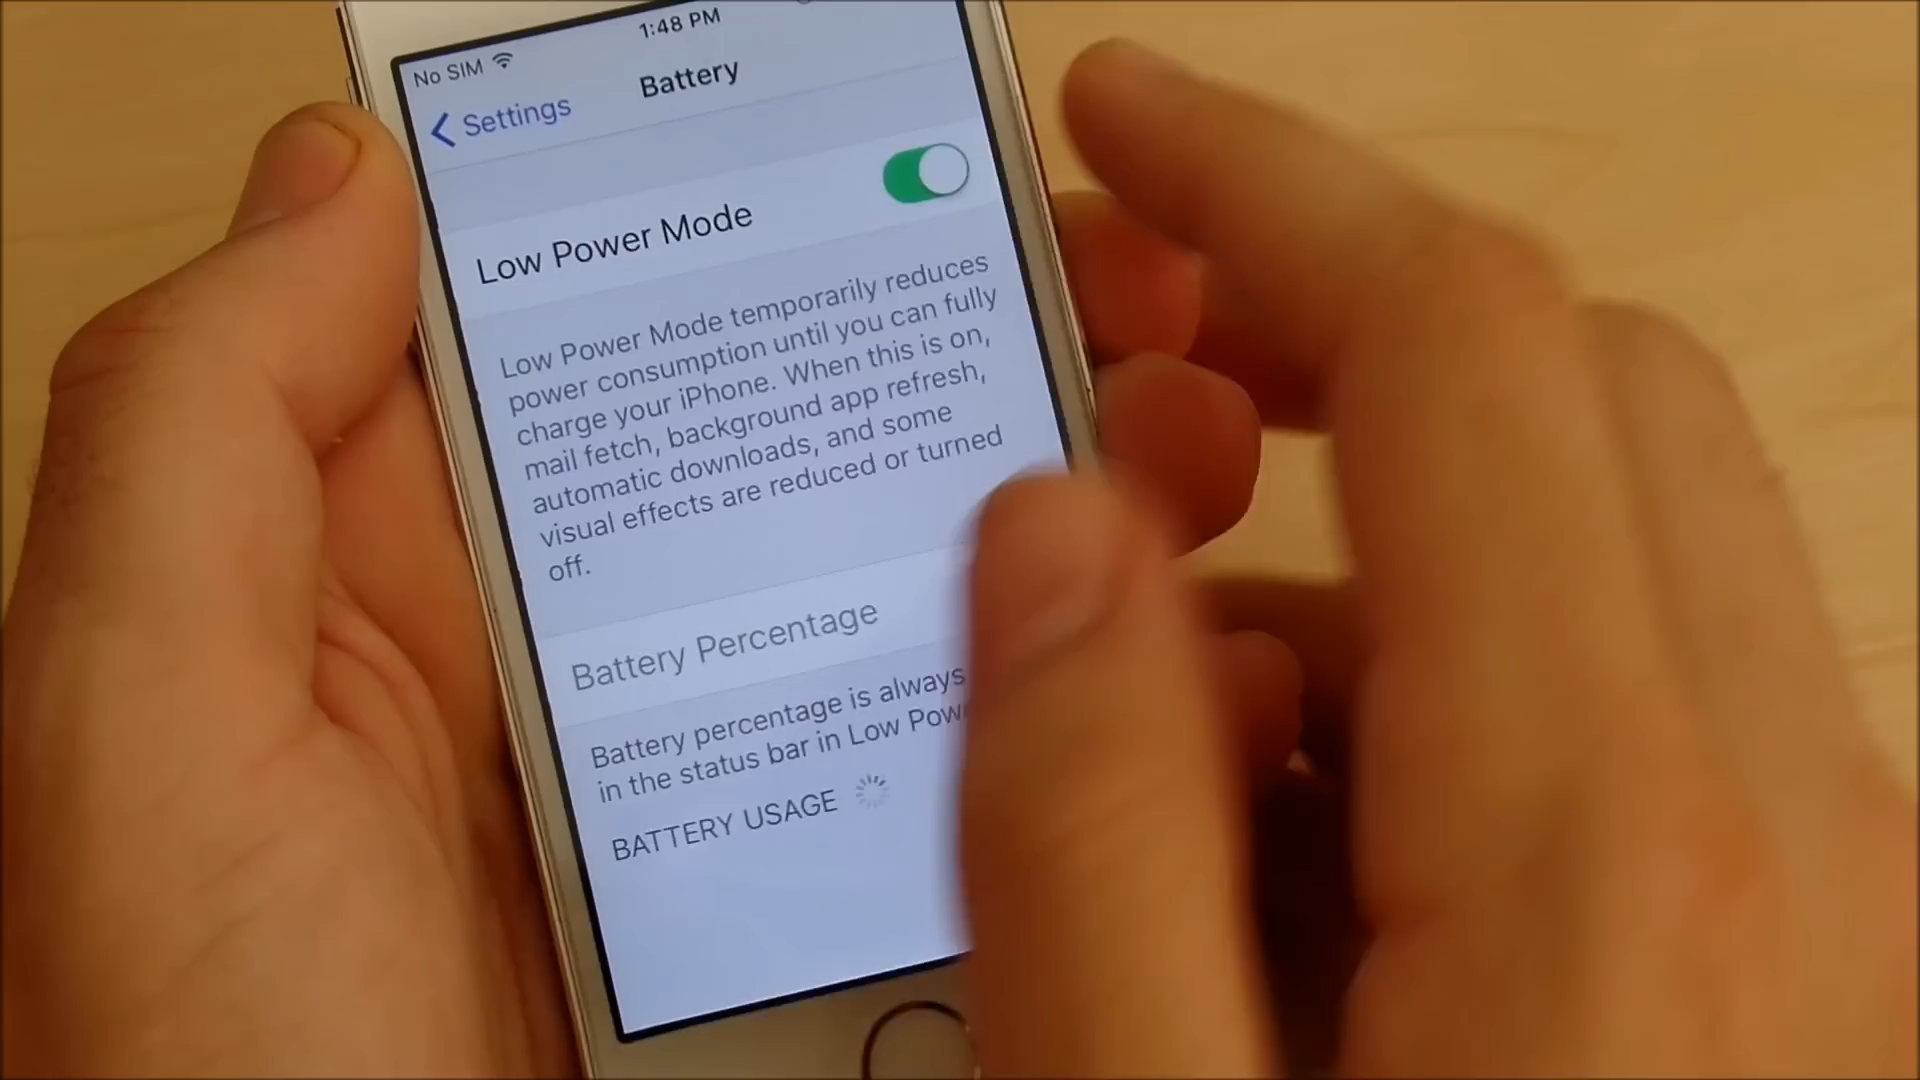 1:48 PM
No SIM
Battery
Settings
Low Power Mode
Low Power Mode temporarily reduces
power consumption until you can fully
charge your iPhone. When this is on,
mail fetch, background app refresh,
automatic downloads, and some
visual effects are reduced or turned
off.
Battery Percentage
Battery percentage is always
in the status bar in Low
BATTERY USAGE